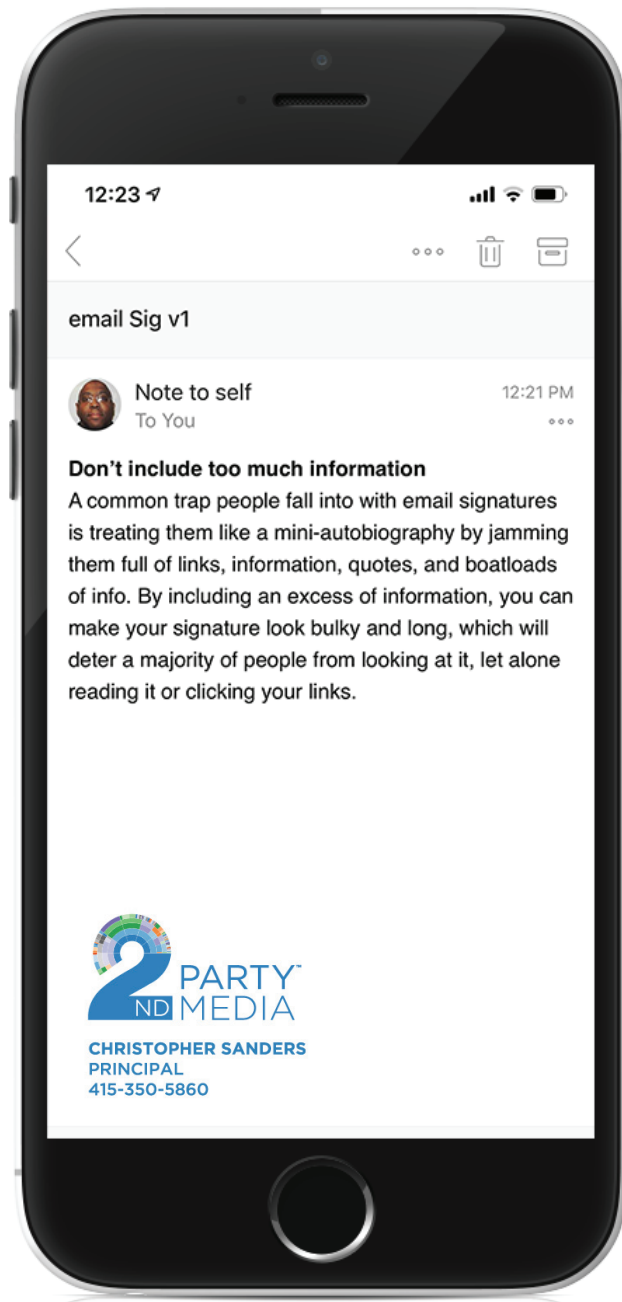 12:23
email Sig v1
Note to self
12:21 PM
To You
Don't include too much information
A common trap people fall into with email signatures
is treating them like a mini-autobiography by jamming
them full of links, information, quotes, and boatloads
of info. By including an excess of information, you can
make your signature look bulky and long, which will
deter a majority of people from looking at it, let alone
reading it or clicking your links.
2ND PARTY™
MEDIA
CHRISTOPHER SANDERS
PRINCIPAL
415-350-5860